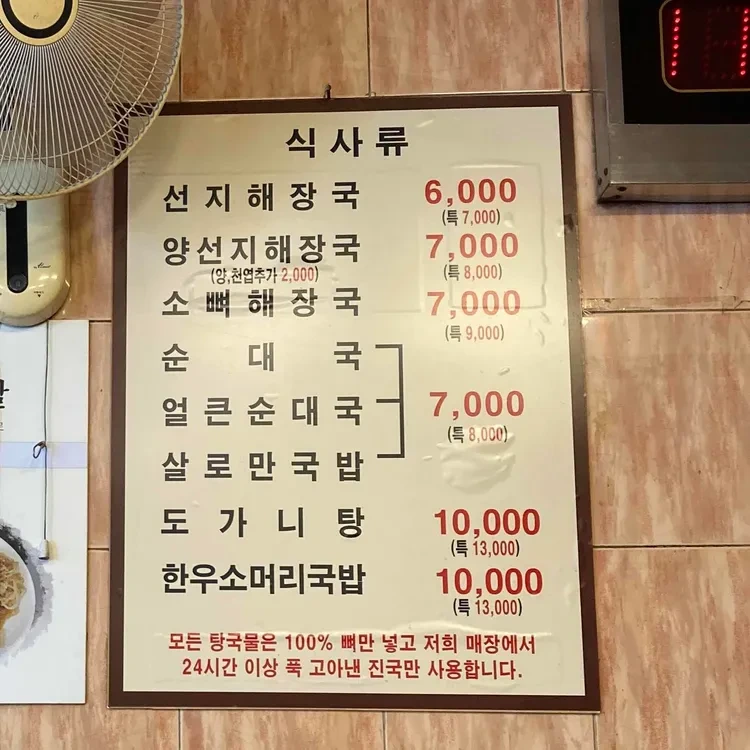 식사류
선지해장국 6,000
(특 7,000)
양선지해장국 7,000
(양,천엽추가 2,000) (특 8,000)
소뼈해장국 7,000
(특 9,000)
순대국
얼큰순대국 7,000
(특 8,000)
살로만국밥
도가니탕 10,000
(특 13,000)
한우소머리국밥 10,000
(특 13,000)
모든 탕국물은 100% 뼈만 넣고 저희 매장에서
24시간 이상 푹 고아낸 진국만 사용합니다.